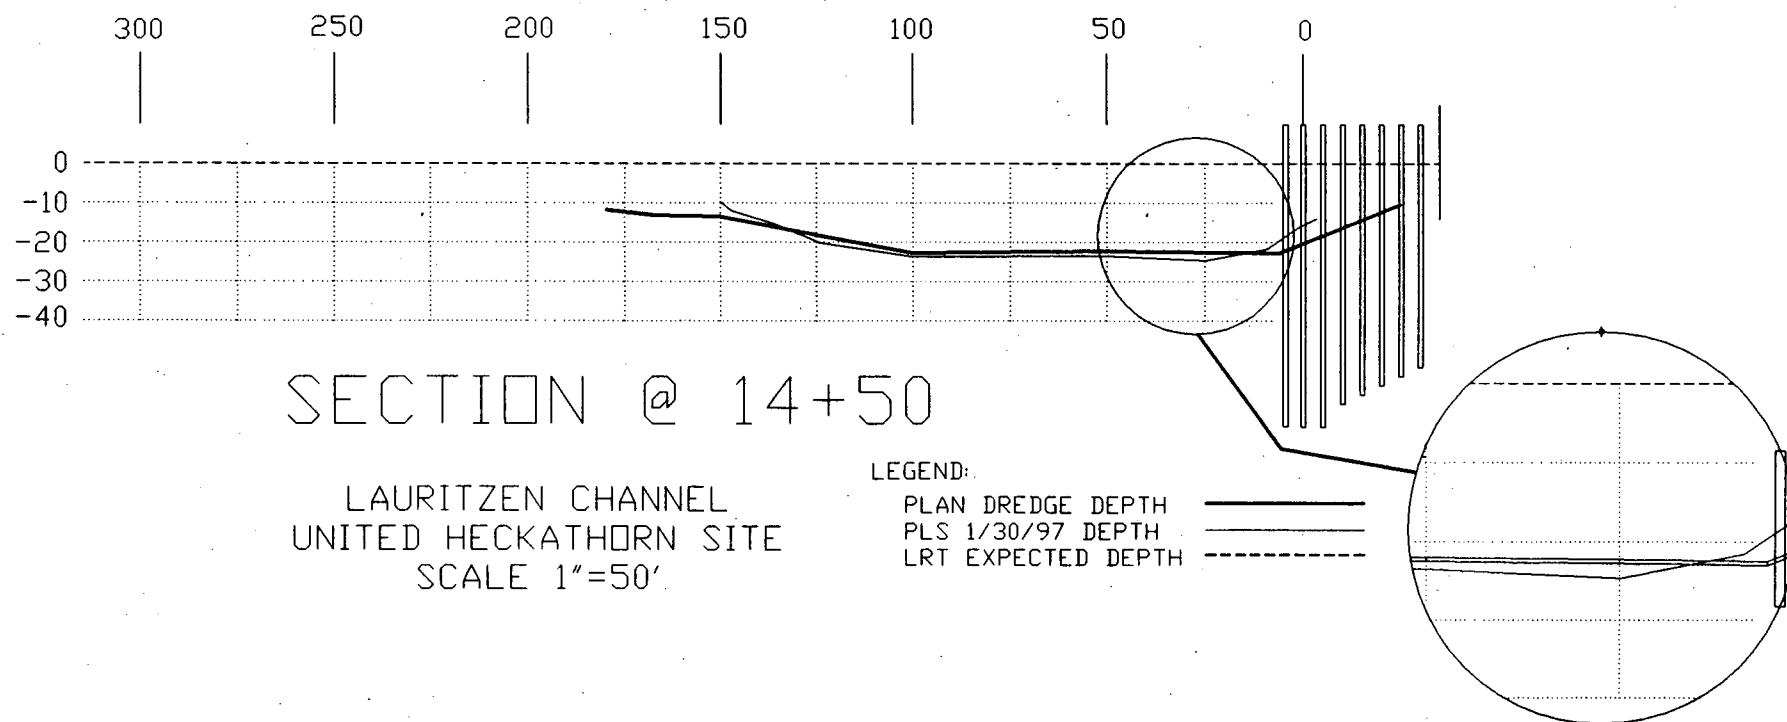 300 250 200 150 100 50 0
0
-10
-20
-30
-40
SECTION @ 14+50
LAURITZEN CHANNEL
UNITED HECKATHORN SITE
SCALE 1"=50'
LEGEND:
PLAN DREDGE DEPTH
PLS 1/30/97 DEPTH
LRT EXPECTED DEPTH